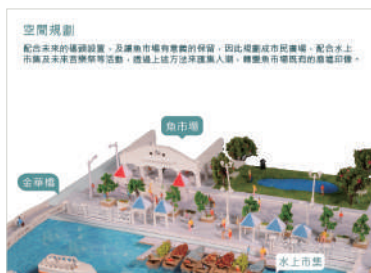 空間規劃
配合未來的碼頭設置，及讓魚市場有意義的保留，因此規劃成市民廣場，配合水上
市集及未來音樂祭等活動，透過上述方法來匯集人潮，轉變魚市場既有的廢墟印像。
魚市場
金華橋
水上市集